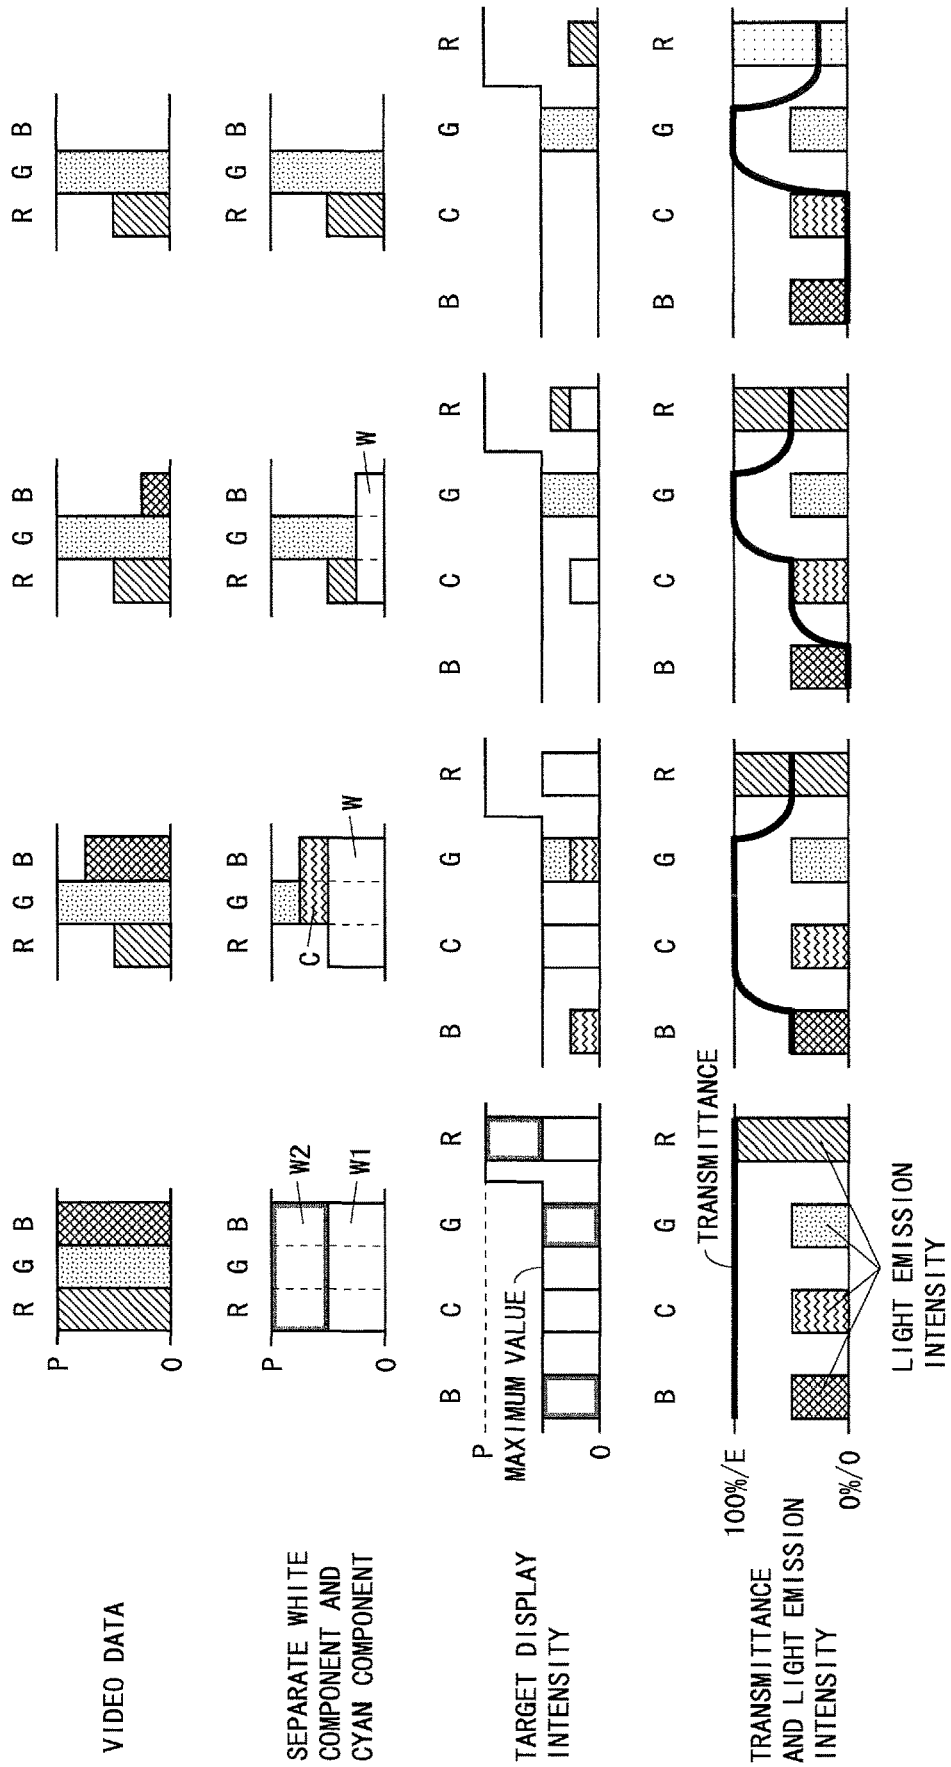 R G B R G B R G B R G B
P
VIDEO DATA
0
R G B R G B R G B R G B
P
SEPARATE WHITE
COMPONENT AND
CYAN COMPONENT
0
W2
W1
C
W
W
B C G R B C G R B C G R B C G R
P
MAXIMUM VALUE
TARGET DISPLAY
INTENSITY
0
B C G R B C G R B C G R B C G R
TRANSMITTANCE
100%/E
TRANSMITTANCE
AND LIGHT EMISSION
INTENSITY
0%/0
LIGHT EMISSION
INTENSITY